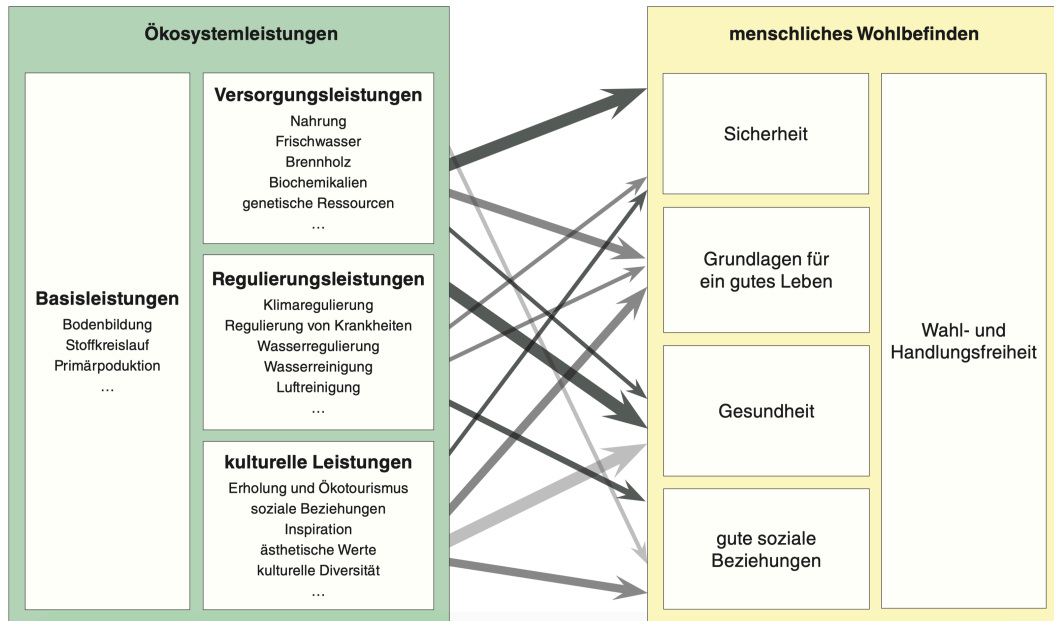 Ökosystemleistungen
Basisleistungen
Bodenbildung
Stoffkreislauf
Primärpoduktion
...
Versorgungsleistungen
Nahrung
Frischwasser
Brennholz
Biochemikalien
genetische Ressourcen
...
Regulierungsleistungen
Klimaregulierung
Regulierung von Krankheiten
Wasserregulierung
Wasserreinigung
Luftreinigung
...
kulturelle Leistungen
Erholung und Ökotourismus
soziale Beziehungen
Inspiration
ästhetische Werte
kulturelle Diversität
...
menschliches Wohlbefinden
Sicherheit
Grundlagen für
ein gutes Leben
Gesundheit
gute soziale
Beziehungen
Wahl- und
Handlungsfreiheit